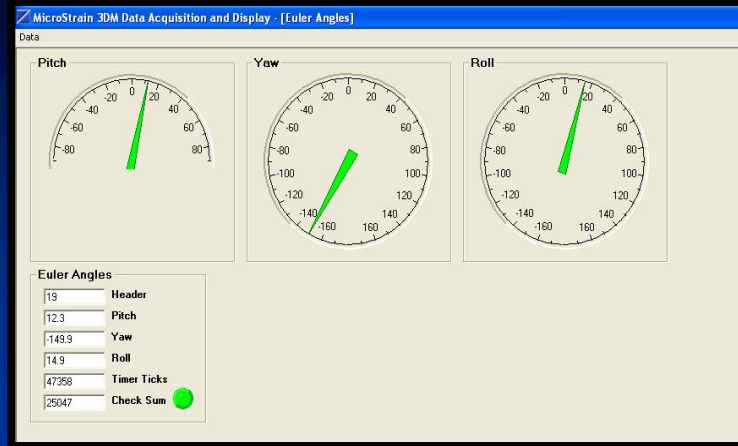 MicroStrain 3DM Data Acquisition and Display - [Euler Angles]
Data
Pitch
-80 -60 -40 -20 0 20 40 60 80
Yaw
-160 -140 -120 -100 -80 -60 -40 -20 0 20 40 60 80 100 120 140 160
Roll
-160 -140 -120 -100 -80 -60 -40 -20 0 20 40 60 80 100 120 140 160
Euler Angles
19 Header
12.3 Pitch
-149.9 Yaw
14.9 Roll
47358 Timer Ticks
25047 Check Sum